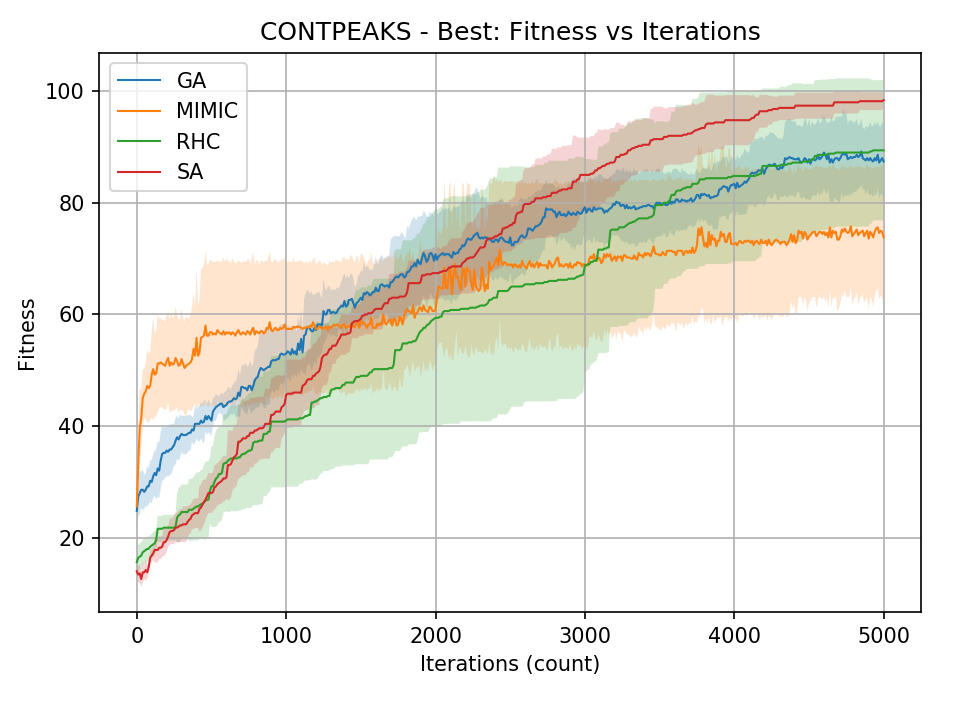 CONTPEAKS - Best: Fitness vs Iterations
GA
MIMIC
RHC
SA
100
80
60
40
20
Fitness
0
1000
2000
3000
4000
5000
Iterations (count)